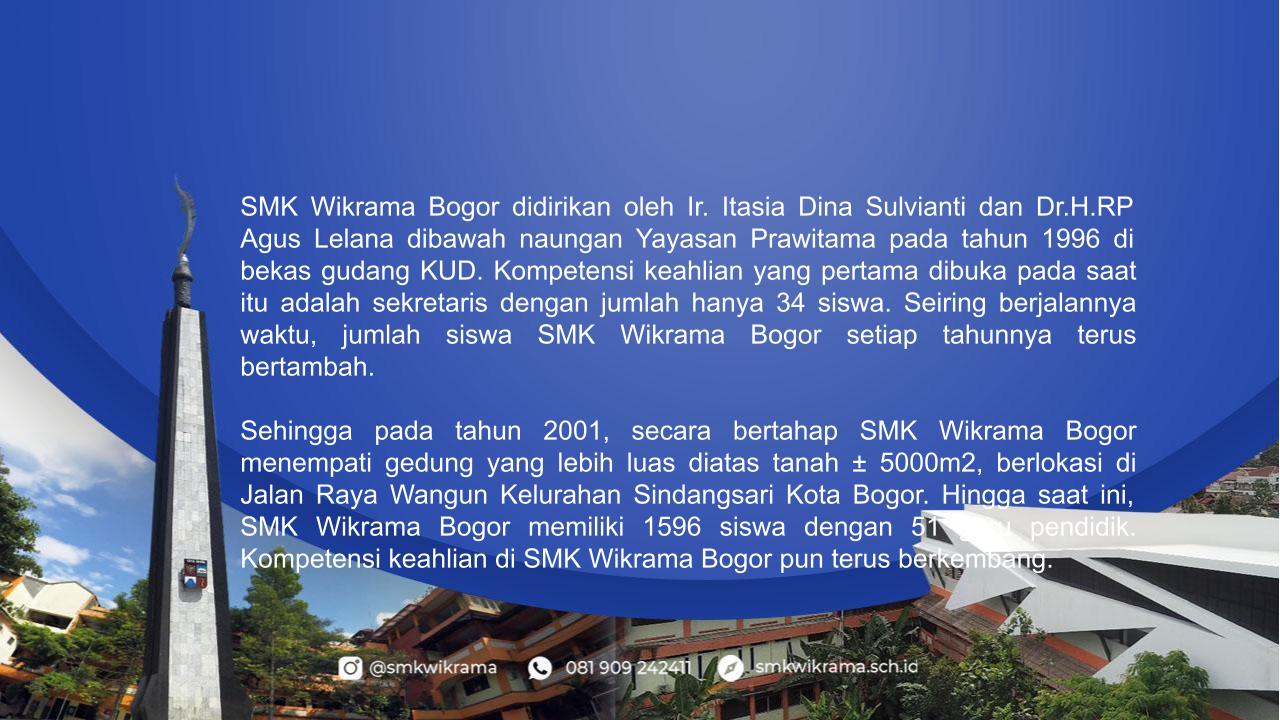 SMK Wikrama Bogor didirikan oleh Ir. Itasia Dina Sulvianti dan Dr.H.RP
Agus Lelana dibawah naungan Yayasan Prawitama pada tahun 1996 di
bekas gudang KUD. Kompetensi keahlian yang pertama dibuka pada saat
itu adalah sekretaris dengan jumlah hanya 34 siswa. Seiring berjalannya
waktu, jumlah siswa SMK Wikrama Bogor setiap tahunnya terus
bertambah.
Sehingga pada tahun 2001, secara bertahap SMK Wikrama Bogor
menempati gedung yang lebih luas diatas tanah ± 5000m2, berlokasi di
Jalan Raya Wangun Kelurahan Sindangsari Kota Bogor. Hingga saat ini,
SMK Wikrama Bogor memiliki 1596 siswa dengan 51 pendidik.
Kompetensi keahlian di SMK Wikrama Bogor pun terus berkembang.
@smkwikrama 081 909 242411 smkwikrama.sch.id